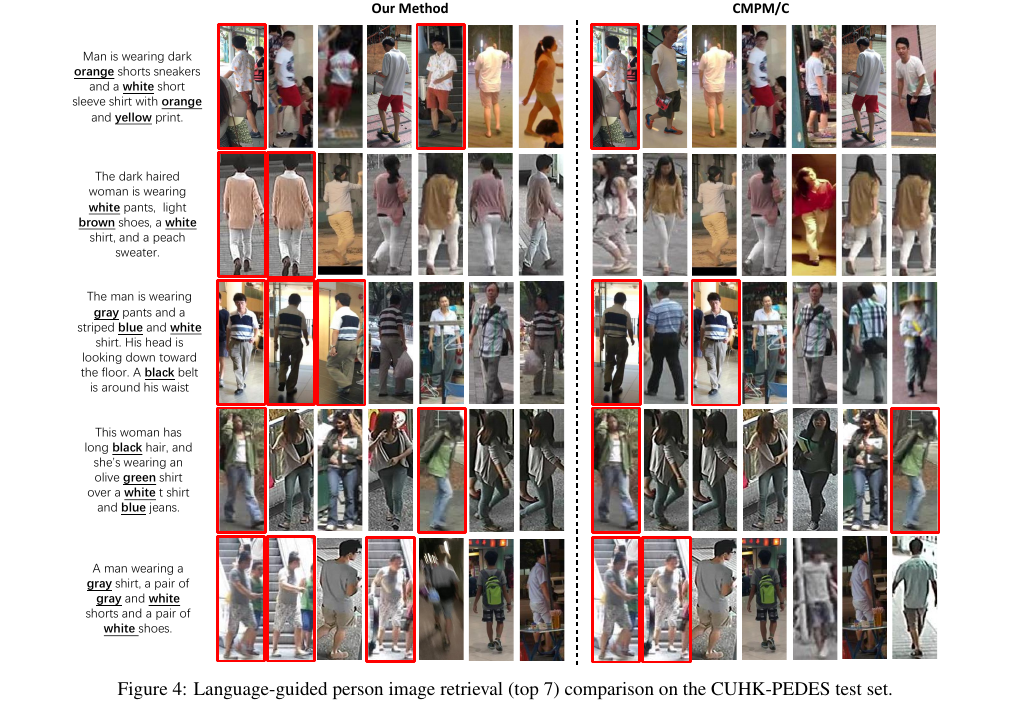 Our Method
CMPM/C
Man is wearing dark
orange shorts sneakers
and a white short
sleeve shirt with orange
and yellow print.
The dark haired
woman is wearing
white pants, light
brown shoes, a white
shirt, and a peach
sweater.
The man is wearing
gray pants and a
striped blue and white
shirt. His head is
looking down toward
the floor. A black belt
is around his waist
This woman has
long black hair, and
she's wearing an
olive green shirt
over a white t shirt
and blue jeans.
A man wearing a
gray shirt, a pair of
gray and white
shorts and a pair of
white shoes.
Figure 4: Language-guided person image retrieval (top 7) comparison on the CUHK-PEDES test set.